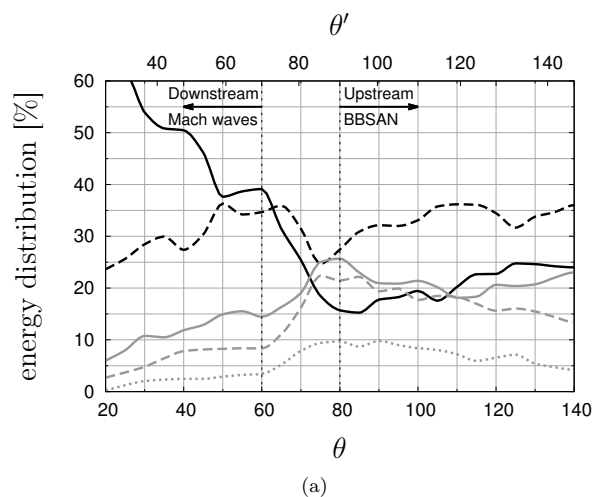 θ′
40 60 80 100 120 140
60
50
40
30
20
10
0
energy distribution [%]
Downstream
Mach waves
Upstream
BBSAN
20 40 60 80 100 120 140
θ
(a)